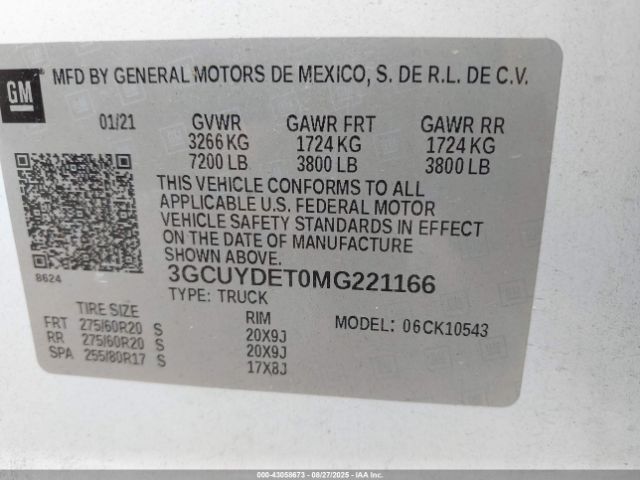 GM
MFD BY GENERAL MOTORS DE MEXICO, S. DE R.L. DE C.V.
01/21 GVWR GAWR FRT GAWR RR
3266 KG 1724 KG 1724 KG
7200 LB 3800 LB 3800 LB
THIS VEHICLE CONFORMS TO ALL
APPLICABLE U.S. FEDERAL MOTOR
VEHICLE SAFETY STANDARDS IN EFFECT
ON THE DATE OF MANUFACTURE
SHOWN ABOVE.
8624
3GCUYDET0MG221166
TYPE: TRUCK
TIRE SIZE RIM MODEL: 06CK10543
FRT 275/60R20 S 20X9J
RR 275/60R20 S 20X9J
SPA 255/80R17 S 17X8J
000-43058673 - 08/27/2025 - IAAI.COM